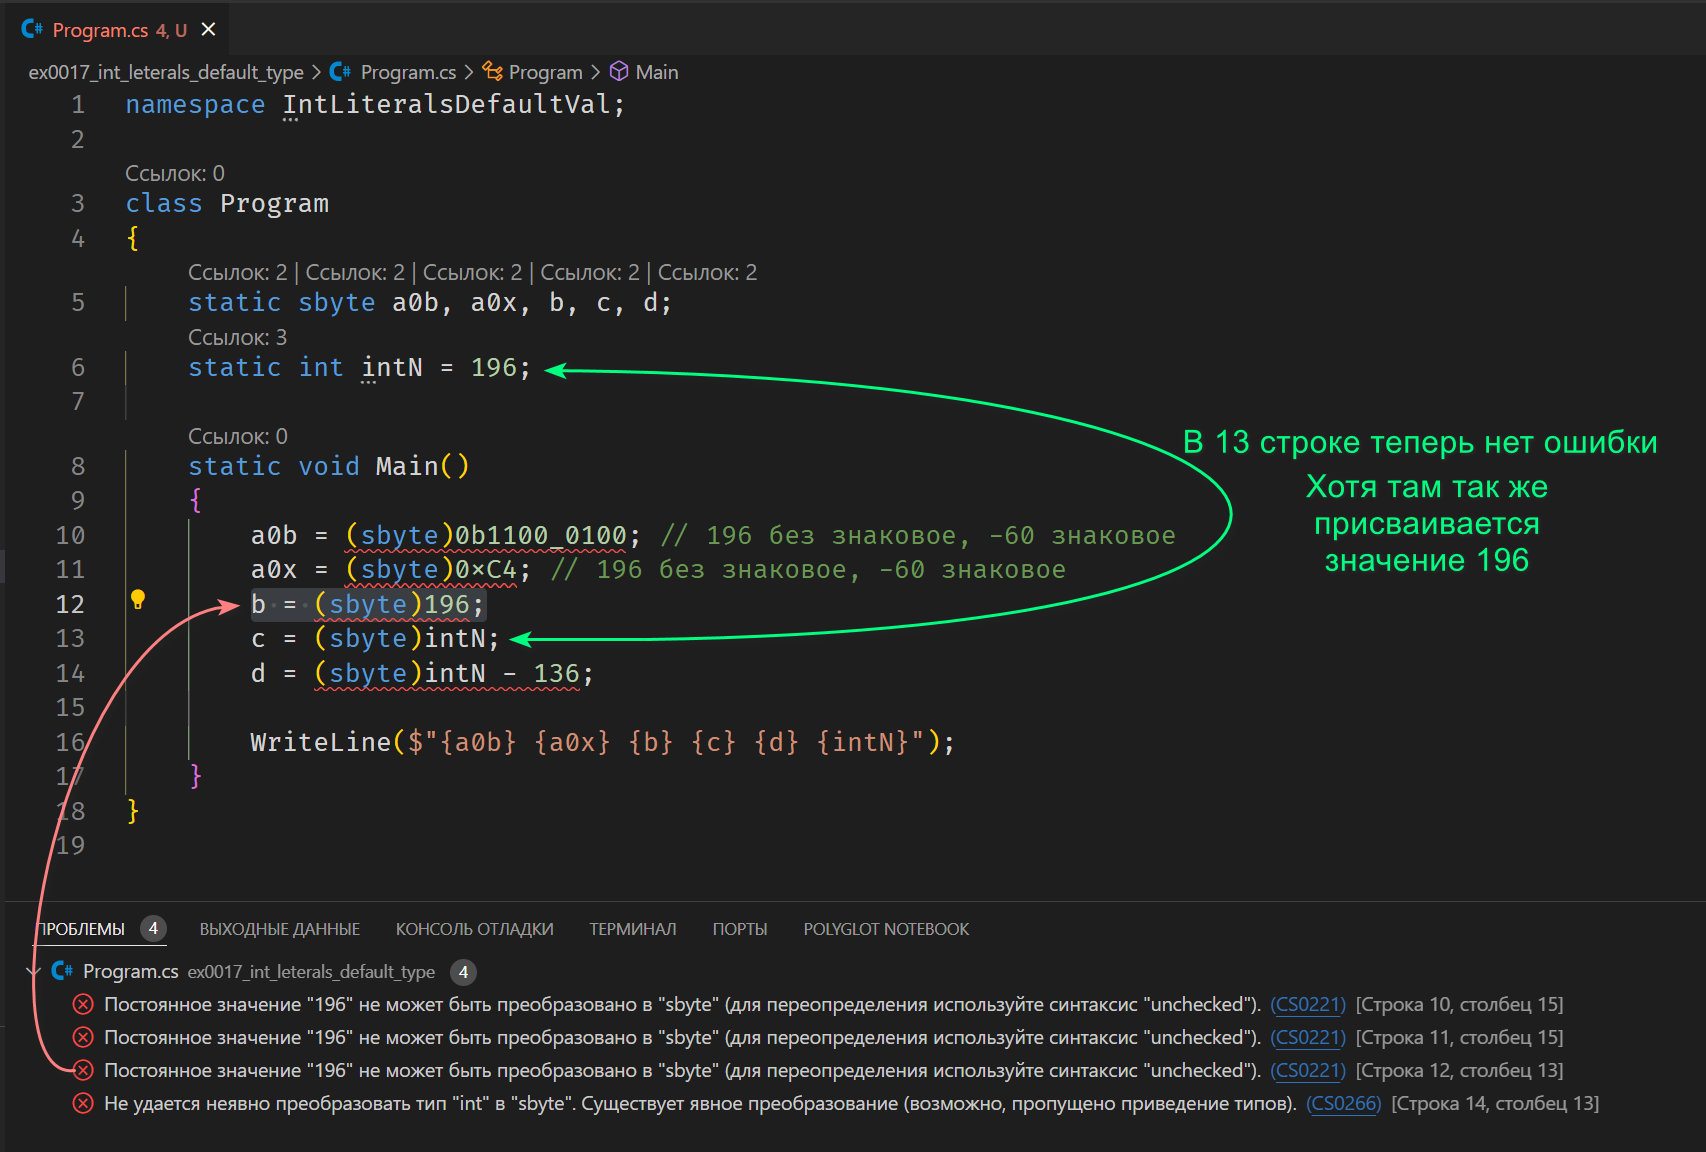 Program.cs 4, U
ex0017_int_leterals_default_type > Program.cs > Program > Main
1 namespace IntLiteralsDefaultVal;
2
Ссылок: 0
3 class Program
4 {
Ссылок: 2 | Ссылок: 2 | Ссылок: 2 | Ссылок: 2 | Ссылок: 2
5 static sbyte a0b, a0x, b, c, d;
Ссылок: 3
6 static int intN = 196;
7
В 13 строке теперь нет ошибки
Хотя там так же
присваивается
значение 196
Ссылок: 0
8 static void Main()
9 {
10 a0b = (sbyte)0b1100_0100; // 196 без знаковое, -60 знаковое
11 a0x = (sbyte)0×C4; // 196 без знаковое, -60 знаковое
12 b = (sbyte)196;
13 c = (sbyte)intN;
14 d = (sbyte)intN - 136;
15
16 WriteLine($"{a0b} {a0x} {b} {c} {d} {intN}");
17 }
18 }
19
ПРОБЛЕМЫ 4 ВЫХОДНЫЕ ДАННЫЕ КОНСОЛЬ ОТЛАДКИ ТЕРМИНАЛ ПОРТЫ POLYGLOT NOTEBOOK
Program.cs ex0017_int_leterals_default_type 4
Постоянное значение "196" не может быть преобразовано в "sbyte" (для переопределения используйте синтаксис "unchecked"). (CS0221) [Строка 10, столбец 15]
Постоянное значение "196" не может быть преобразовано в "sbyte" (для переопределения используйте синтаксис "unchecked"). (CS0221) [Строка 11, столбец 15]
Постоянное значение "196" не может быть преобразовано в "sbyte" (для переопределения используйте синтаксис "unchecked"). (CS0221) [Строка 12, столбец 13]
Не удается неявно преобразовать тип "int" в "sbyte". Существует явное преобразование (возможно, пропущено приведение типов). (CS0266) [Строка 14, столбец 13]